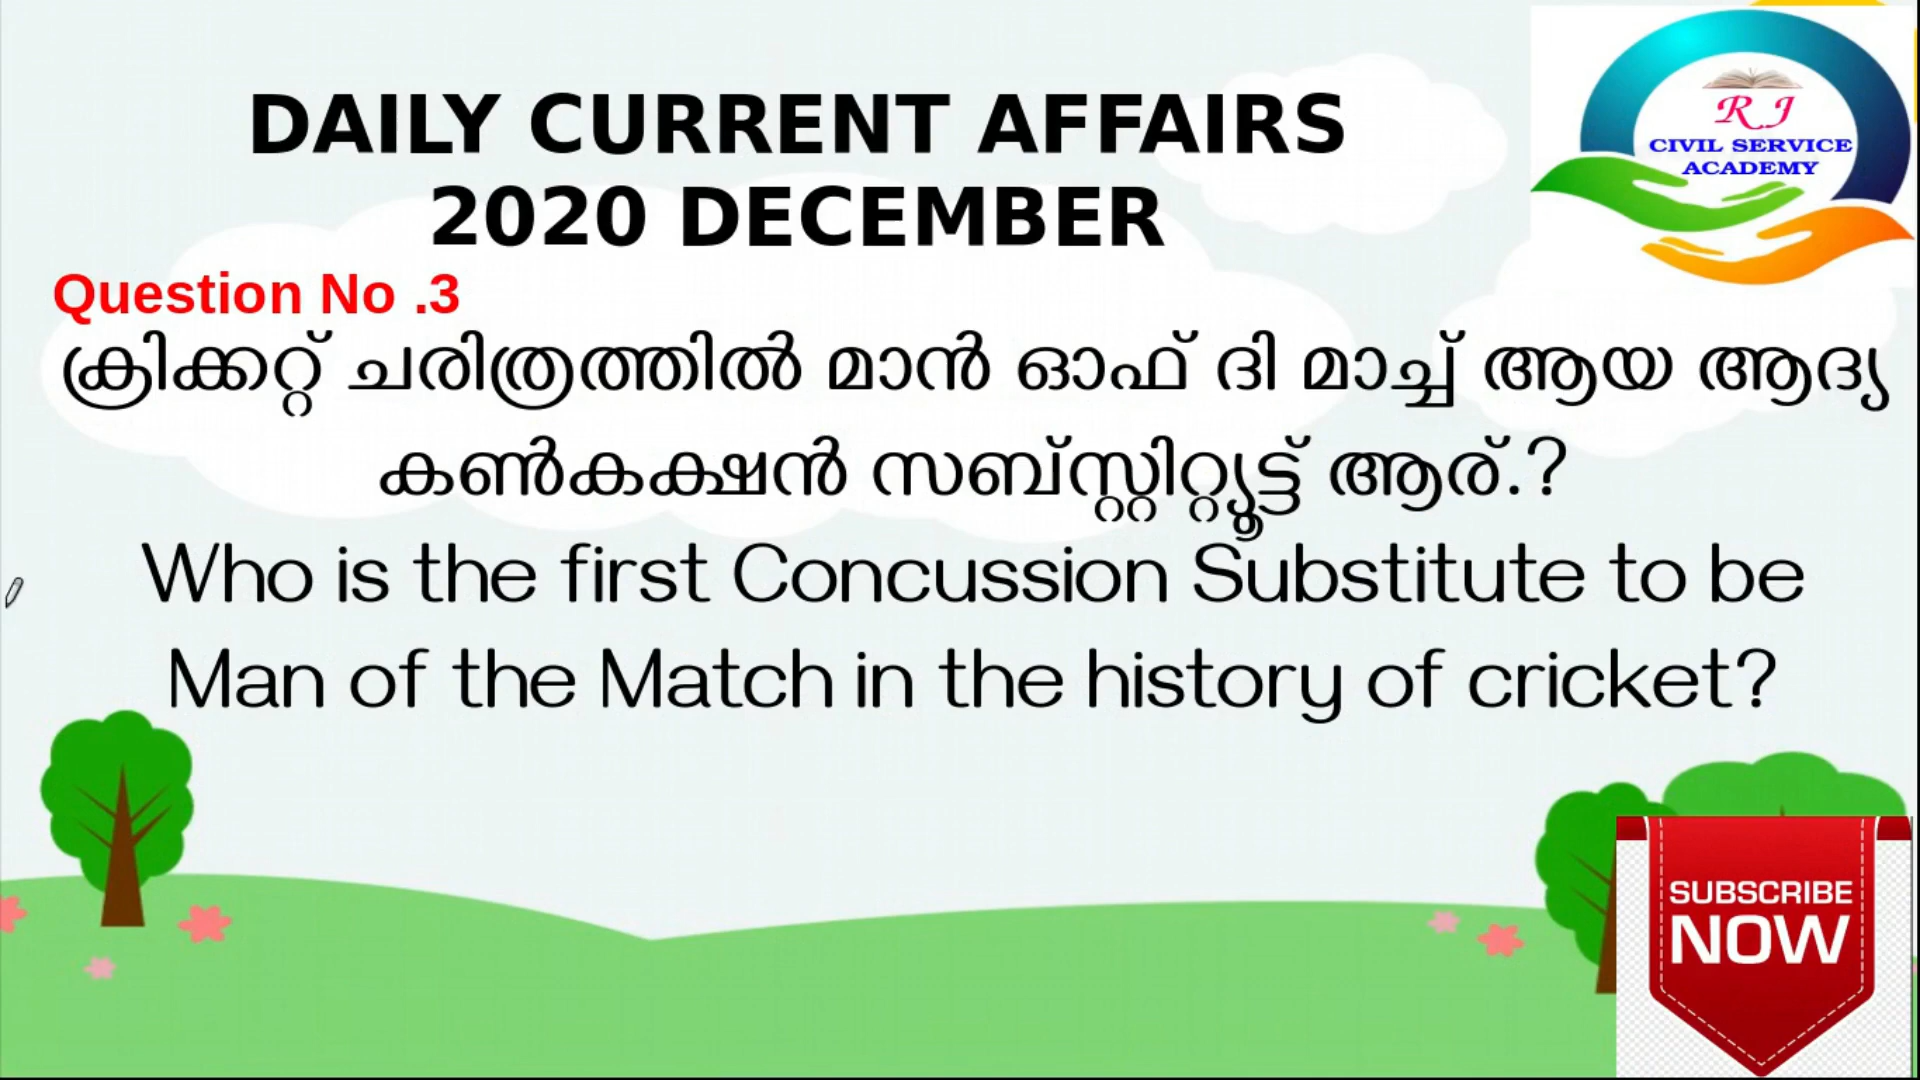 DAILY CURRENT AFFAIRS
2020 DECEMBER
R J
CIVIL SERVICE
ACADEMY
Question No .3
ക്രിക്കറ്റ് ചരിത്രത്തിൽ മാൻ ഓഫ് ദി മാച്ച് ആയ ആദ്യ
കൺകക്ഷൻ സബ്സ്റ്റിറ്റ്യൂട്ട് ആര്.?
Who is the first Concussion Substitute to be
Man of the Match in the history of cricket?
SUBSCRIBE
NOW